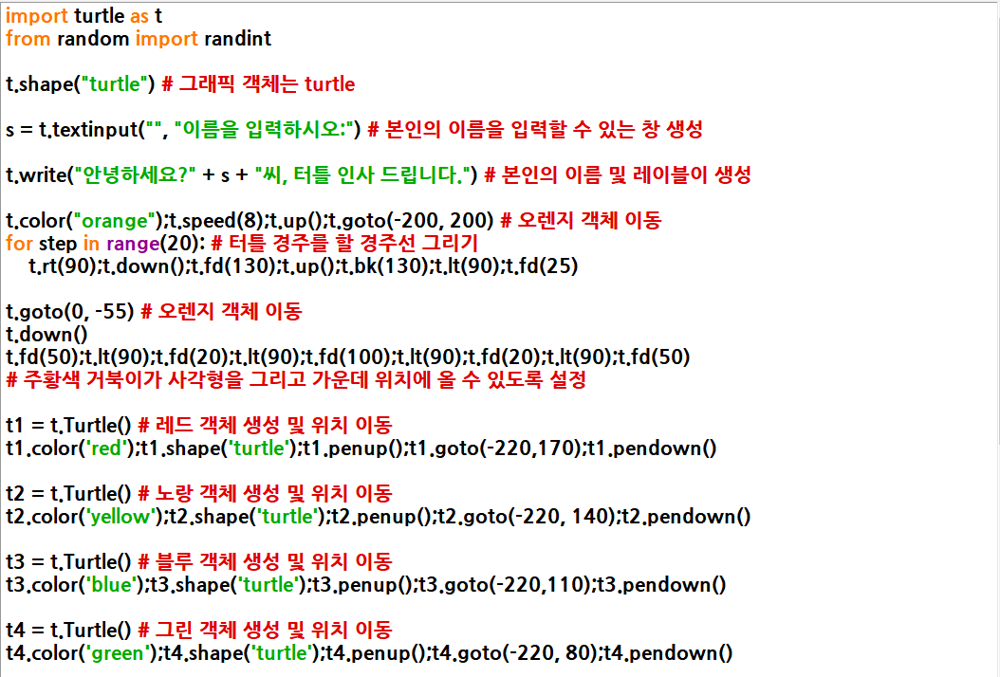 import turtle as t
from random import randint
t.shape("turtle") # 그래픽 객체는 turtle
s = t.textinput("", "이름을 입력하시오:") # 본인의 이름을 입력할 수 있는 창 생성
t.write("안녕하세요?" + s + "씨, 터틀 인사 드립니다.") # 본인의 이름 및 레이블이 생성
t.color("orange");t.speed(8);t.up();t.goto(-200, 200) # 오렌지 객체 이동
for step in range(20): # 터틀 경주를 할 경주선 그리기
    t.rt(90);t.down();t.fd(130);t.up();t.bk(130);t.lt(90);t.fd(25)
t.goto(0, -55) # 오렌지 객체 이동
t.down()
t.fd(50);t.lt(90);t.fd(20);t.lt(90);t.fd(100);t.lt(90);t.fd(20);t.lt(90);t.fd(50)
# 주황색 거북이가 사각형을 그리고 가운데 위치에 올 수 있도록 설정
t1 = t.Turtle() # 레드 객체 생성 및 위치 이동
t1.color('red');t1.shape('turtle');t1.penup();t1.goto(-220,170);t1.pendown()
t2 = t.Turtle() # 노랑 객체 생성 및 위치 이동
t2.color('yellow');t2.shape('turtle');t2.penup();t2.goto(-220, 140);t2.pendown()
t3 = t.Turtle() # 블루 객체 생성 및 위치 이동
t3.color('blue');t3.shape('turtle');t3.penup();t3.goto(-220,110);t3.pendown()
t4 = t.Turtle() # 그린 객체 생성 및 위치 이동
t4.color('green');t4.shape('turtle');t4.penup();t4.goto(-220, 80);t4.pendown()